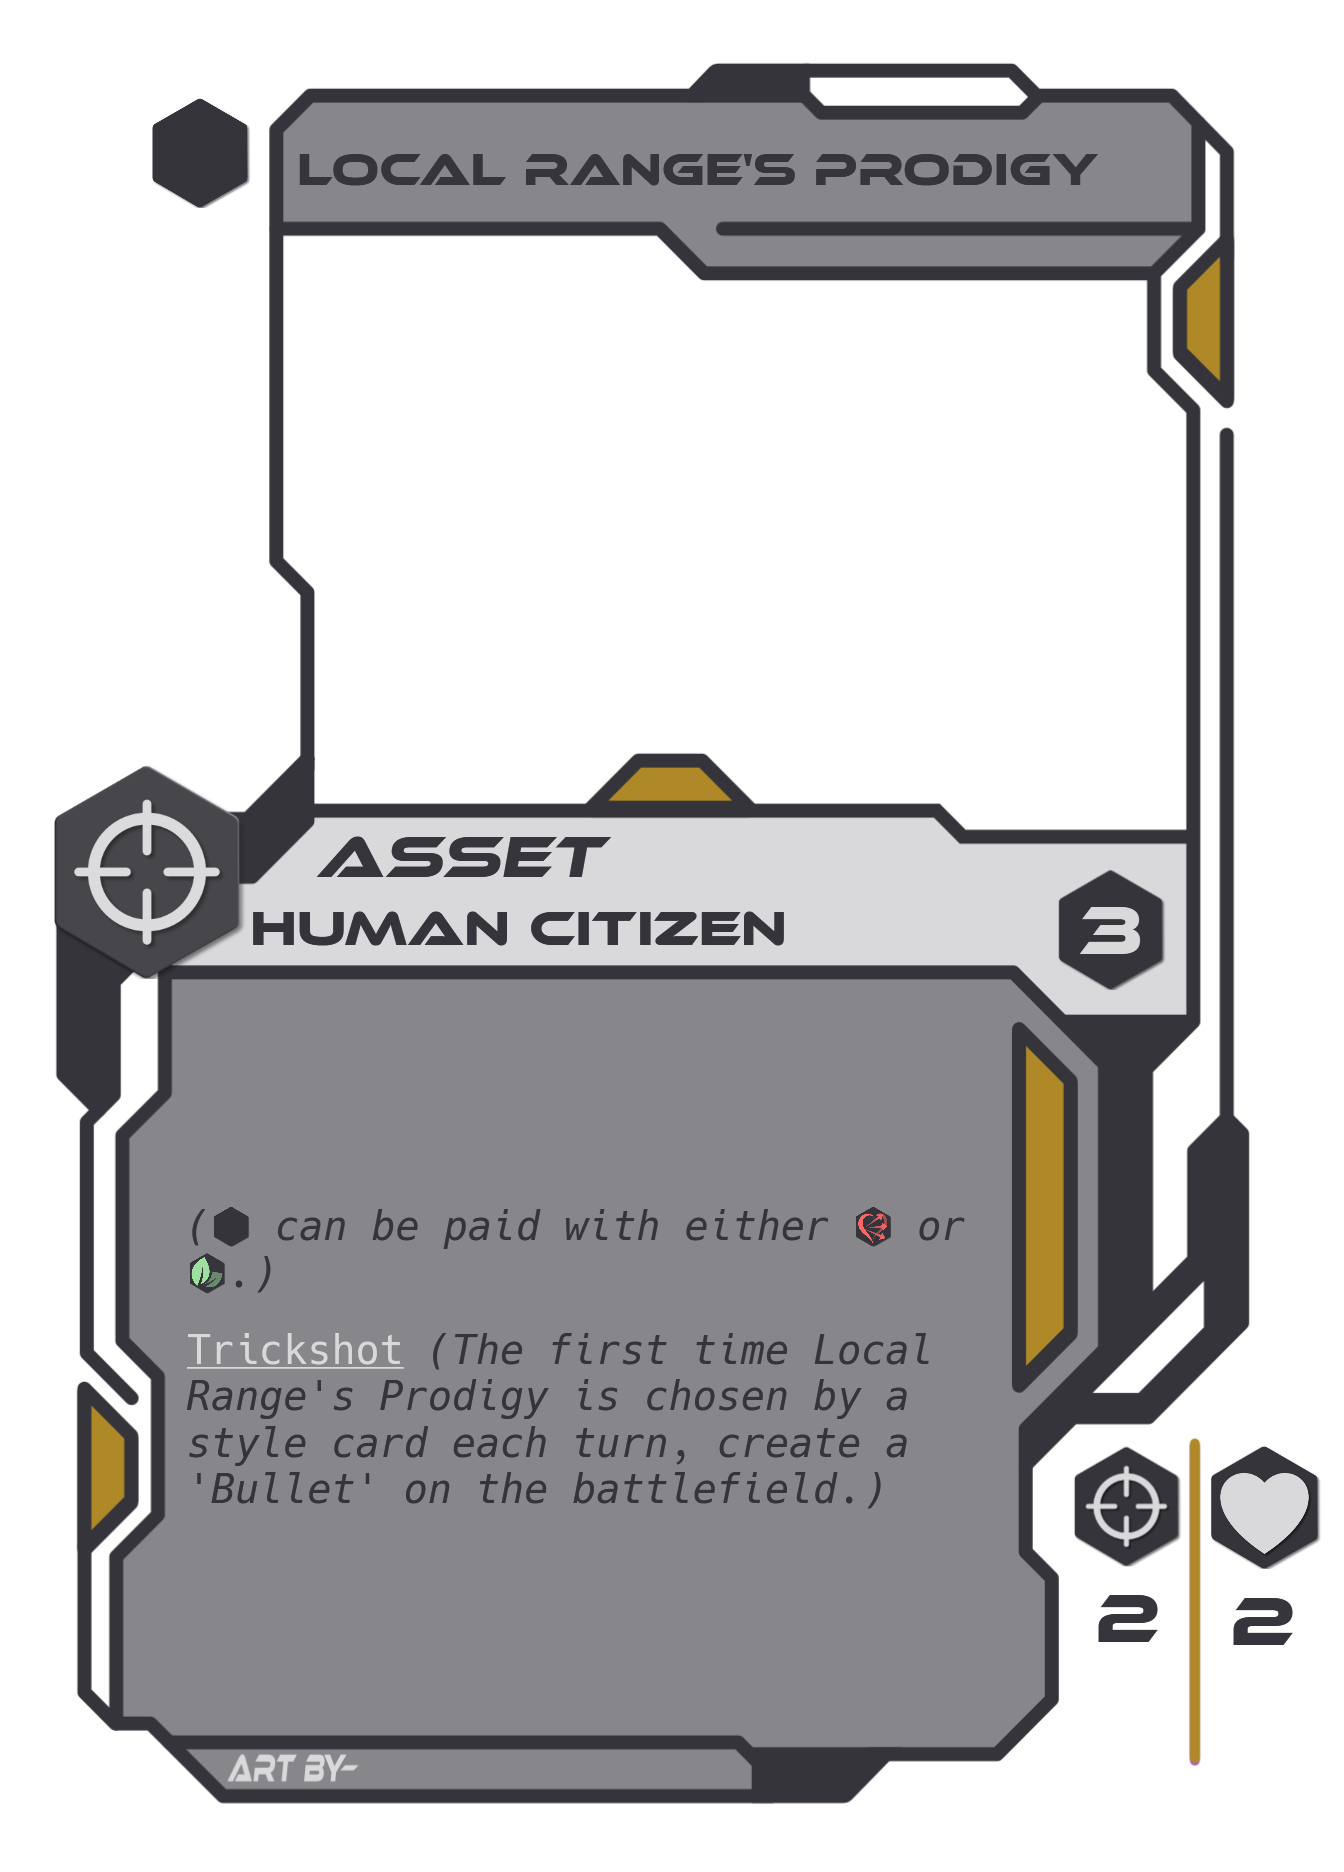 LOCAL RANGE'S PRODIGY
ASSET
HUMAN CITIZEN
3
( can be paid with either or
.)
Trickshot (The first time Local
Range's Prodigy is chosen by a
style card each turn, create a
'Bullet' on the battlefield.)
2 2
ART BY-